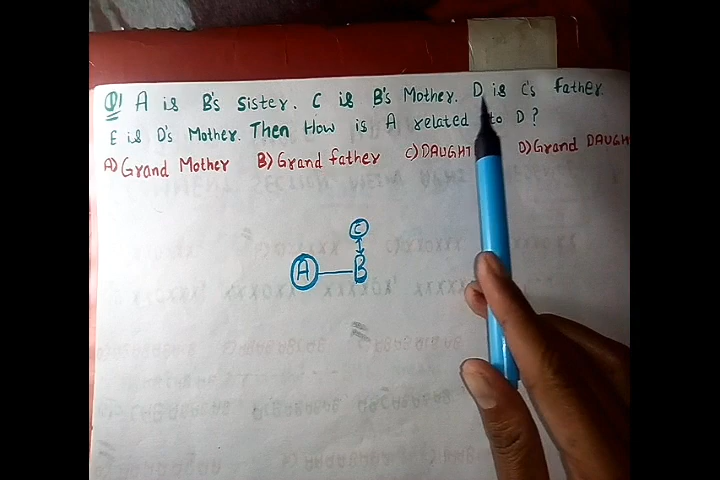 Q1 A is B's Sister. C is B's Mother. D is C's father.
E is D's Mother. Then How is A related to D?
A) Grand Mother B) Grand father C) DAUGHT D) Grand DAUGH
C
A B